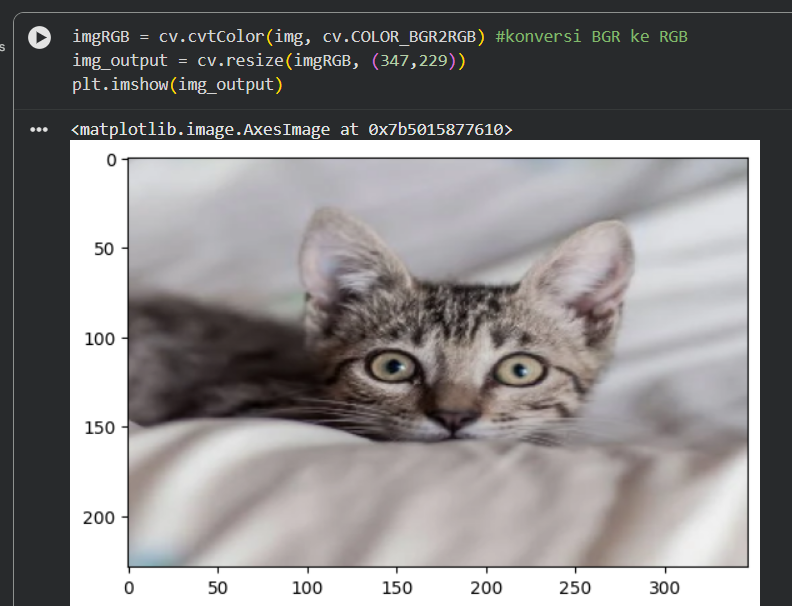 s
imgRGB = cv.cvtColor(img, cv.COLOR_BGR2RGB) #konversi BGR ke RGB
img_output = cv.resize(imgRGB, (347,229))
plt.imshow(img_output)
<matplotlib.image.AxesImage at 0x7b5015877610>
0
50
100
150
200
0 50 100 150 200 250 300